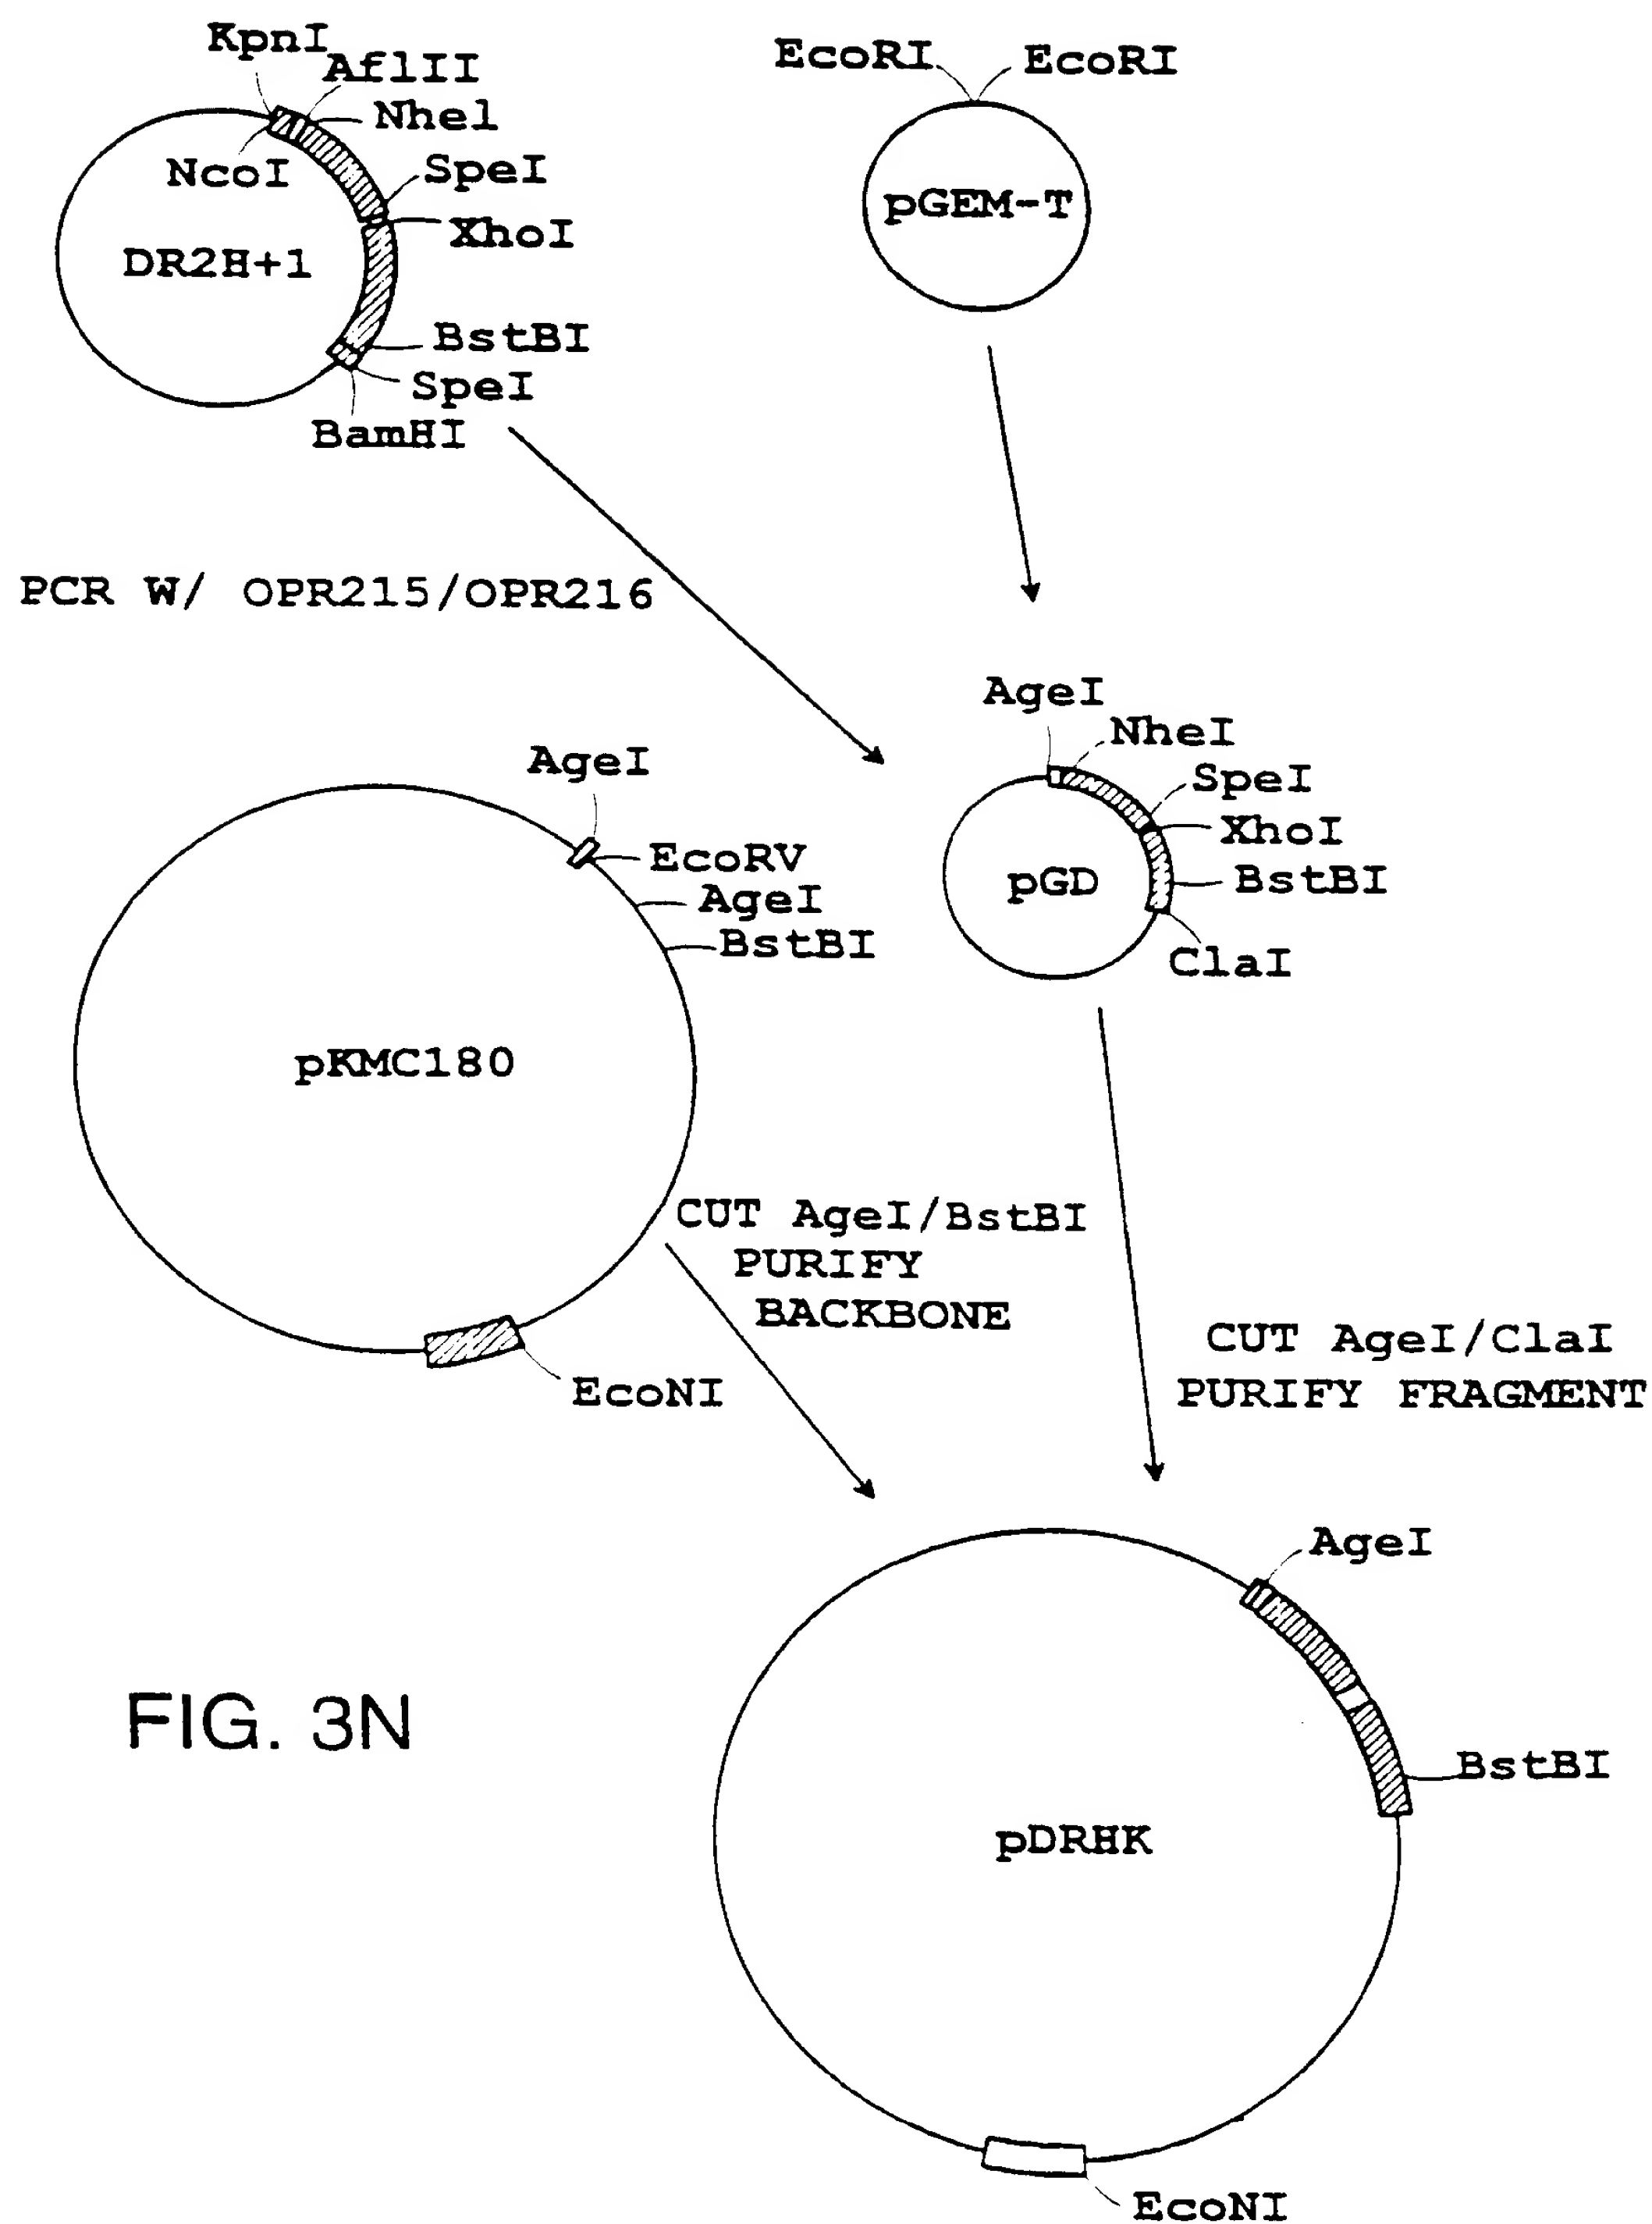 KpnI
AflII
Nhel
NcoI
SpeI
XhoI
DR2H+1
BstBI
SpeI
BamHI
EcoRI
EcoRI
pGEM-T
PCR W/ OPR215/OPR216
AgeI
NheI
SpeI
XhoI
BstBI
pGD
ClaI
AgeI
EcoRV
AgeI
BstBI
pKMC180
EcoNI
CUT AgeI/BstBI
PURIFY
BACKBONE
CUT AgeI/ClaI
PURIFY FRAGMENT
AgeI
BstBI
pDRHK
EcoNI
FIG. 3N